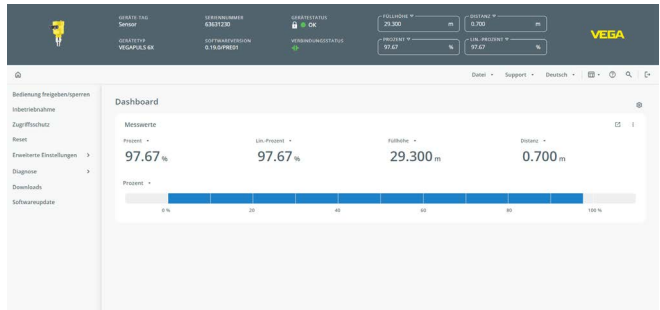 GERÄTE-TAG
Sensor
SERIENNUMMER
63631230
GERÄTESTATUS
OK
FÜLLHÖHE
29.300 m
DISTANZ
0.700 m
GERÄTETYP
VEGAPULS 6X
SOFTWAREVERSION
0.19.0/PRE01
VERBINDUNGSSTATUS
PROZENT
97.67 %
LIN.-PROZENT
97.67 %
VEGA
Datei Support Deutsch
Bedienung freigeben/sperren
Inbetriebnahme
Zugriffsschutz
Reset
Erweiterte Einstellungen
Diagnose
Downloads
Softwareupdate
Dashboard
Messwerte
Prozent Lin.-Prozent Füllhöhe Distanz
97.67 % 97.67 % 29.300 m 0.700 m
Prozent
0 % 20 40 60 80 100 %